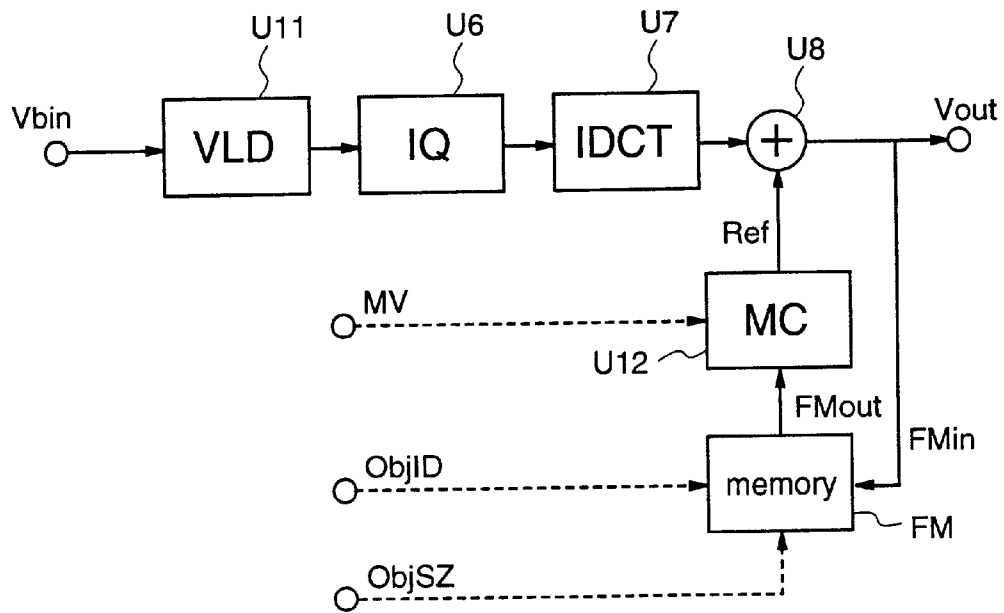 U11
U6
U7
U8
Vbin
VLD
IQ
IDCT
+
Vout
Ref
MV
MC
U12
FMout
FMin
ObjID
memory
FM
ObjSZ